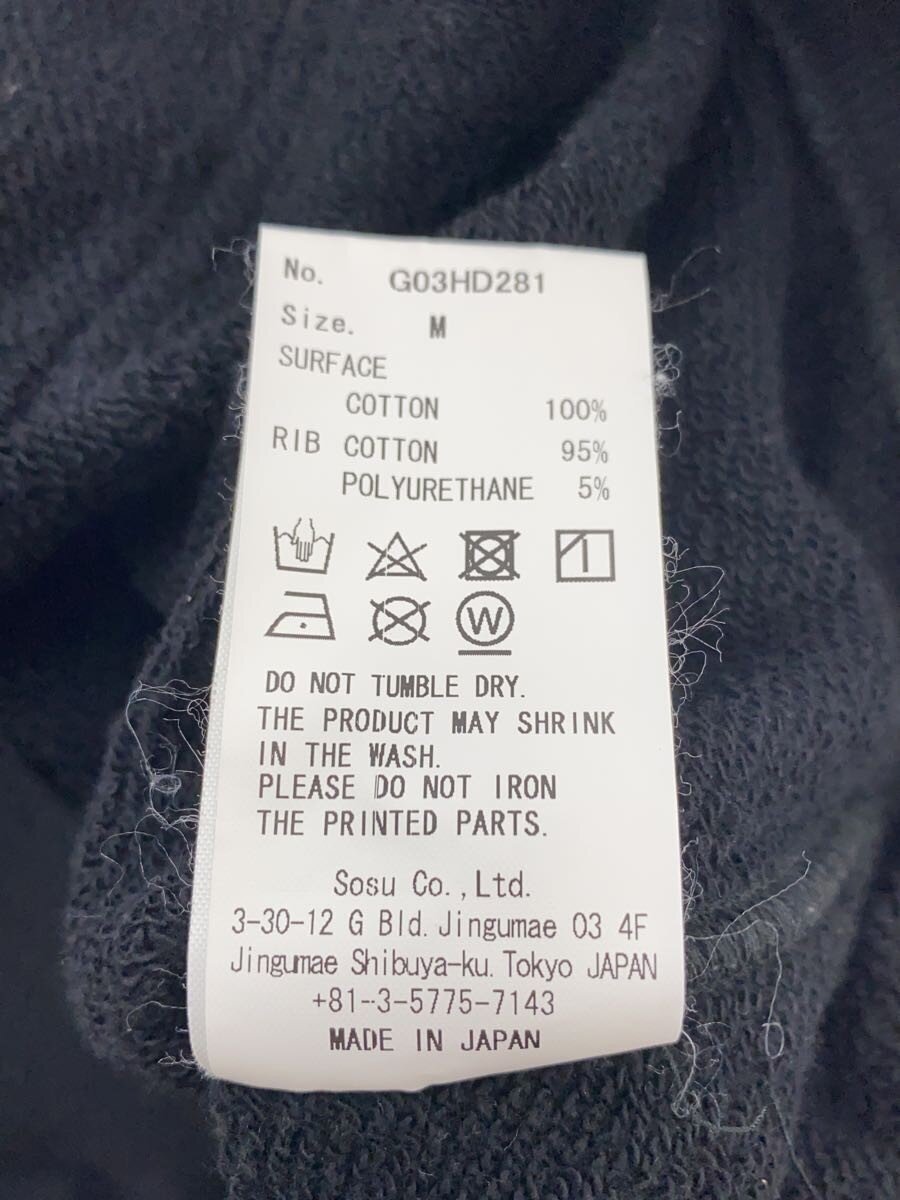 No. G03HD281
Size. M
SURFACE
COTTON 100%
RIB COTTON 95%
POLYURETHANE 5%
W
DO NOT TUMBLE DRY.
THE PRODUCT MAY SHRINK
IN THE WASH.
PLEASE DO NOT IRON
THE PRINTED PARTS.
Sosu Co.,Ltd.
3-30-12 G Bld. Jingumae 03 4F
Jingumae Shibuya-ku. Tokyo JAPAN
+81-3-5775-7143
MADE IN JAPAN